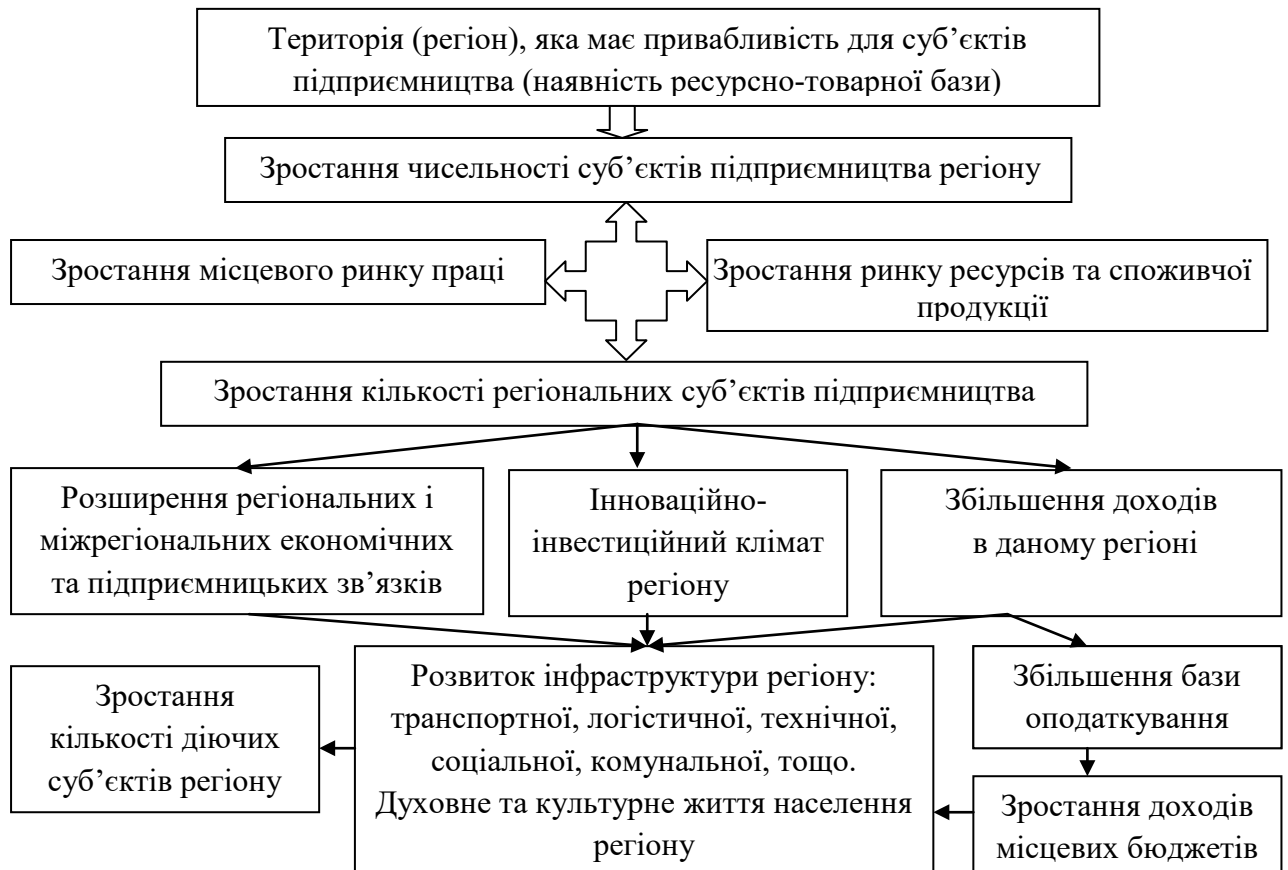 Територія (регіон), яка має привабливість для суб’єктів
підприємництва (наявність ресурсно-товарної бази)
Зростання чисельності суб’єктів підприємництва регіону
Зростання місцевого ринку праці
Зростання ринку ресурсів та споживчої
продукції
Зростання кількості регіональних суб’єктів підприємництва
Розширення регіональних і
міжрегіональних економічних
та підприємницьких зв’язків
Інноваційно-
інвестиційний клімат
регіону
Збільшення доходів
в даному регіоні
Зростання
кількості діючих
суб’єктів регіону
Розвиток інфраструктури регіону:
транспортної, логістичної, технічної,
соціальної, комунальної, тощо.
Духовне та культурне життя населення
регіону
Збільшення бази
оподаткування
Зростання доходів
місцевих бюджетів